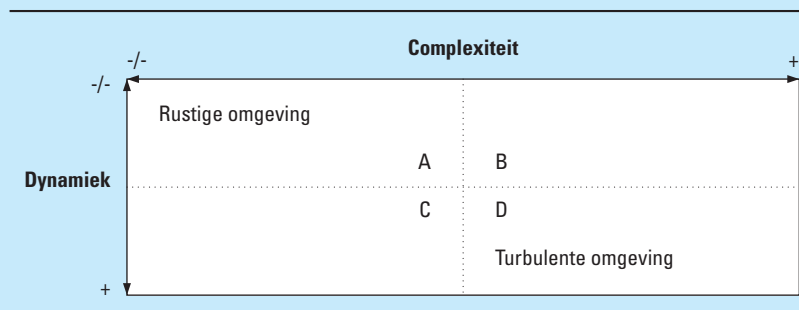 Complexiteit
-/- +
-/-
Rustige omgeving
A B
Dynamiek
C D
Turbulente omgeving
+